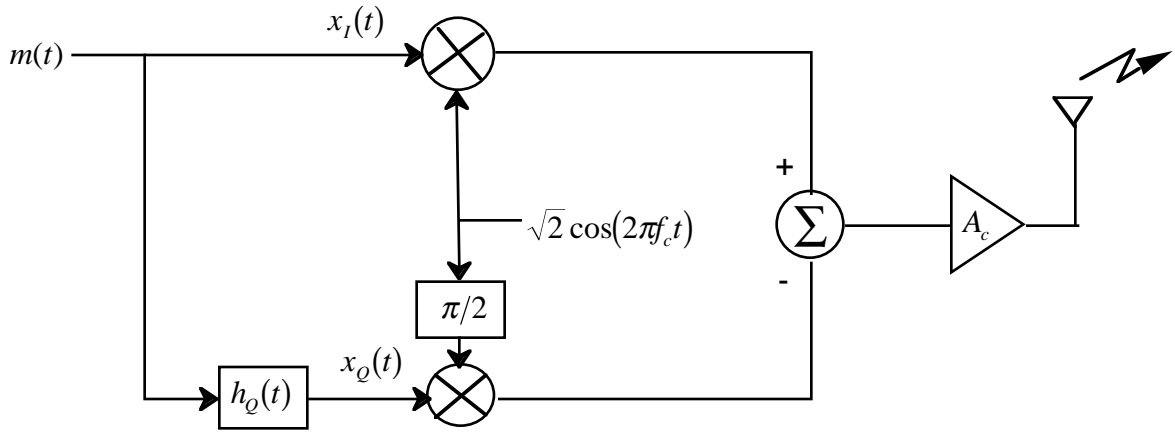 x_I(t)
m(t)
+
√2 cos(2πf_c t)
Σ
A_c
-
π/2
x_Q(t)
h_Q(t)